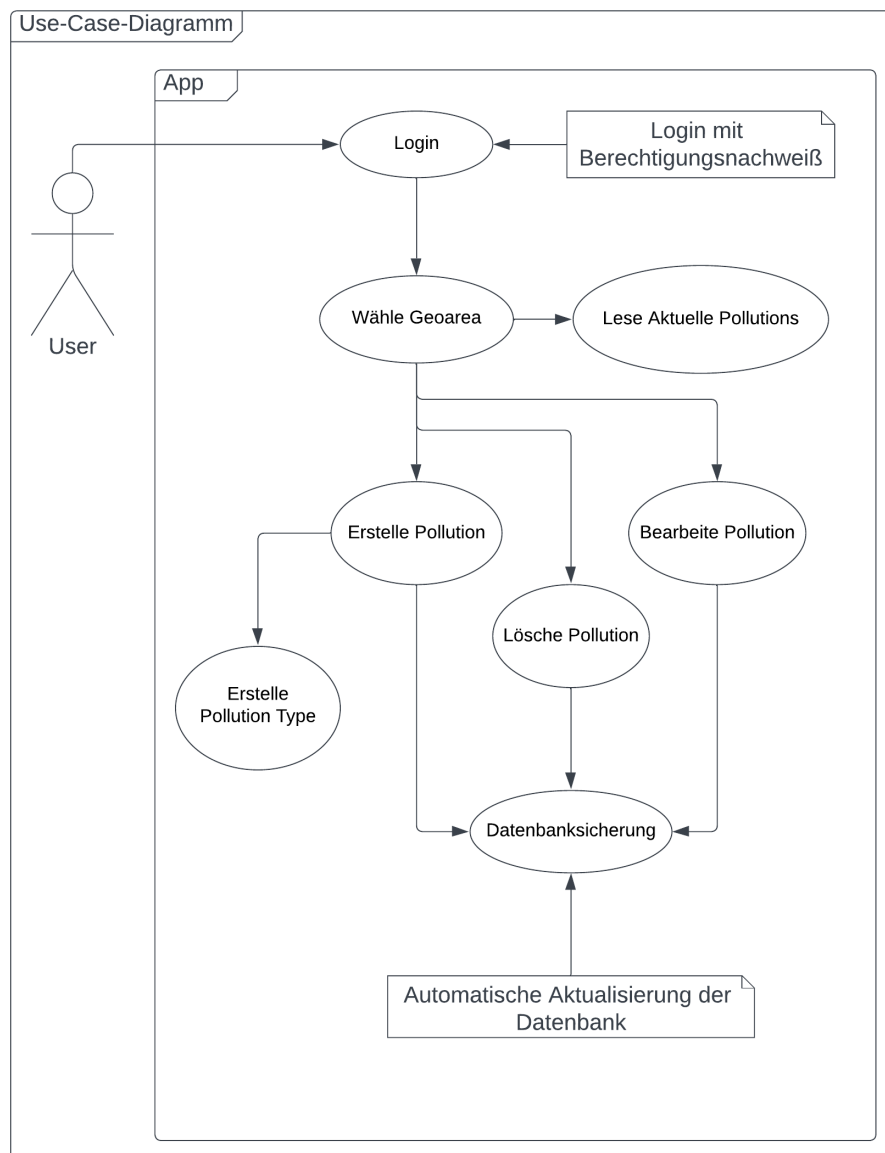 Use-Case-Diagramm
App
Login
Login mit
Berechtigungsnachweiß
User
Wähle Geoarea
Lese Aktuelle Pollutions
Erstelle Pollution
Bearbeite Pollution
Lösche Pollution
Erstelle
Pollution Type
Datenbanksicherung
Automatische Aktualisierung der
Datenbank